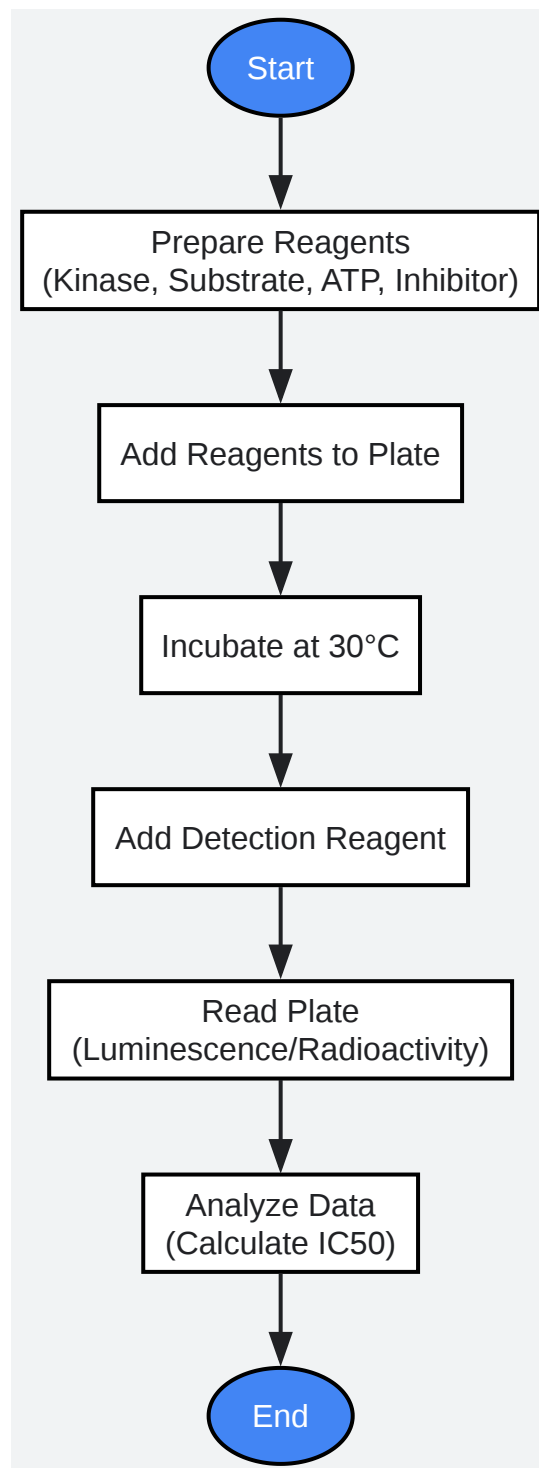 Start
Prepare Reagents
(Kinase, Substrate, ATP, Inhibitor)
Add Reagents to Plate
Incubate at 30°C
Add Detection Reagent
Read Plate
(Luminescence/Radioactivity)
Analyze Data
(Calculate IC50)
End